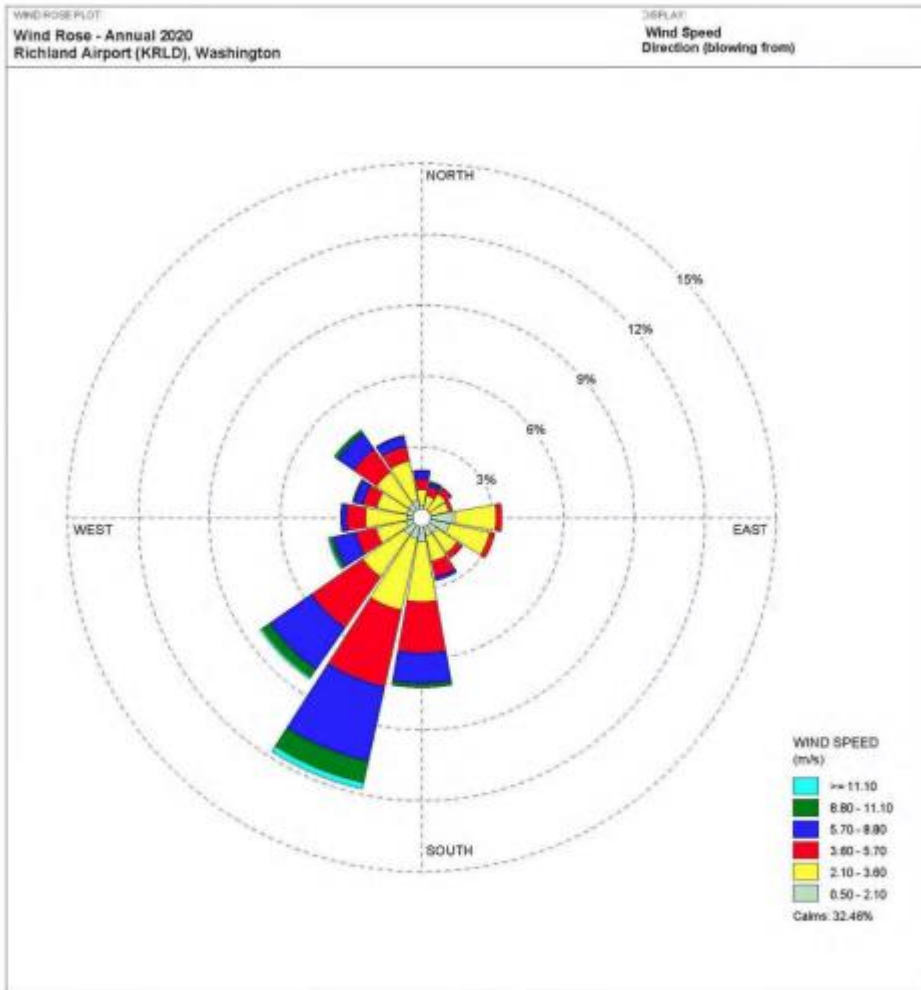 WIND ROSE PLOT:
Wind Rose - Annual 2020
Richland Airport (KRLD), Washington
DISPLAY:
Wind Speed
Direction (blowing from)
NORTH
15%
12%
9%
6%
3%
WEST
EAST
SOUTH
WIND SPEED
(m/s)
>= 11.10
8.80 - 11.10
5.70 - 8.80
3.60 - 5.70
2.10 - 3.60
0.50 - 2.10
Calms: 32.46%